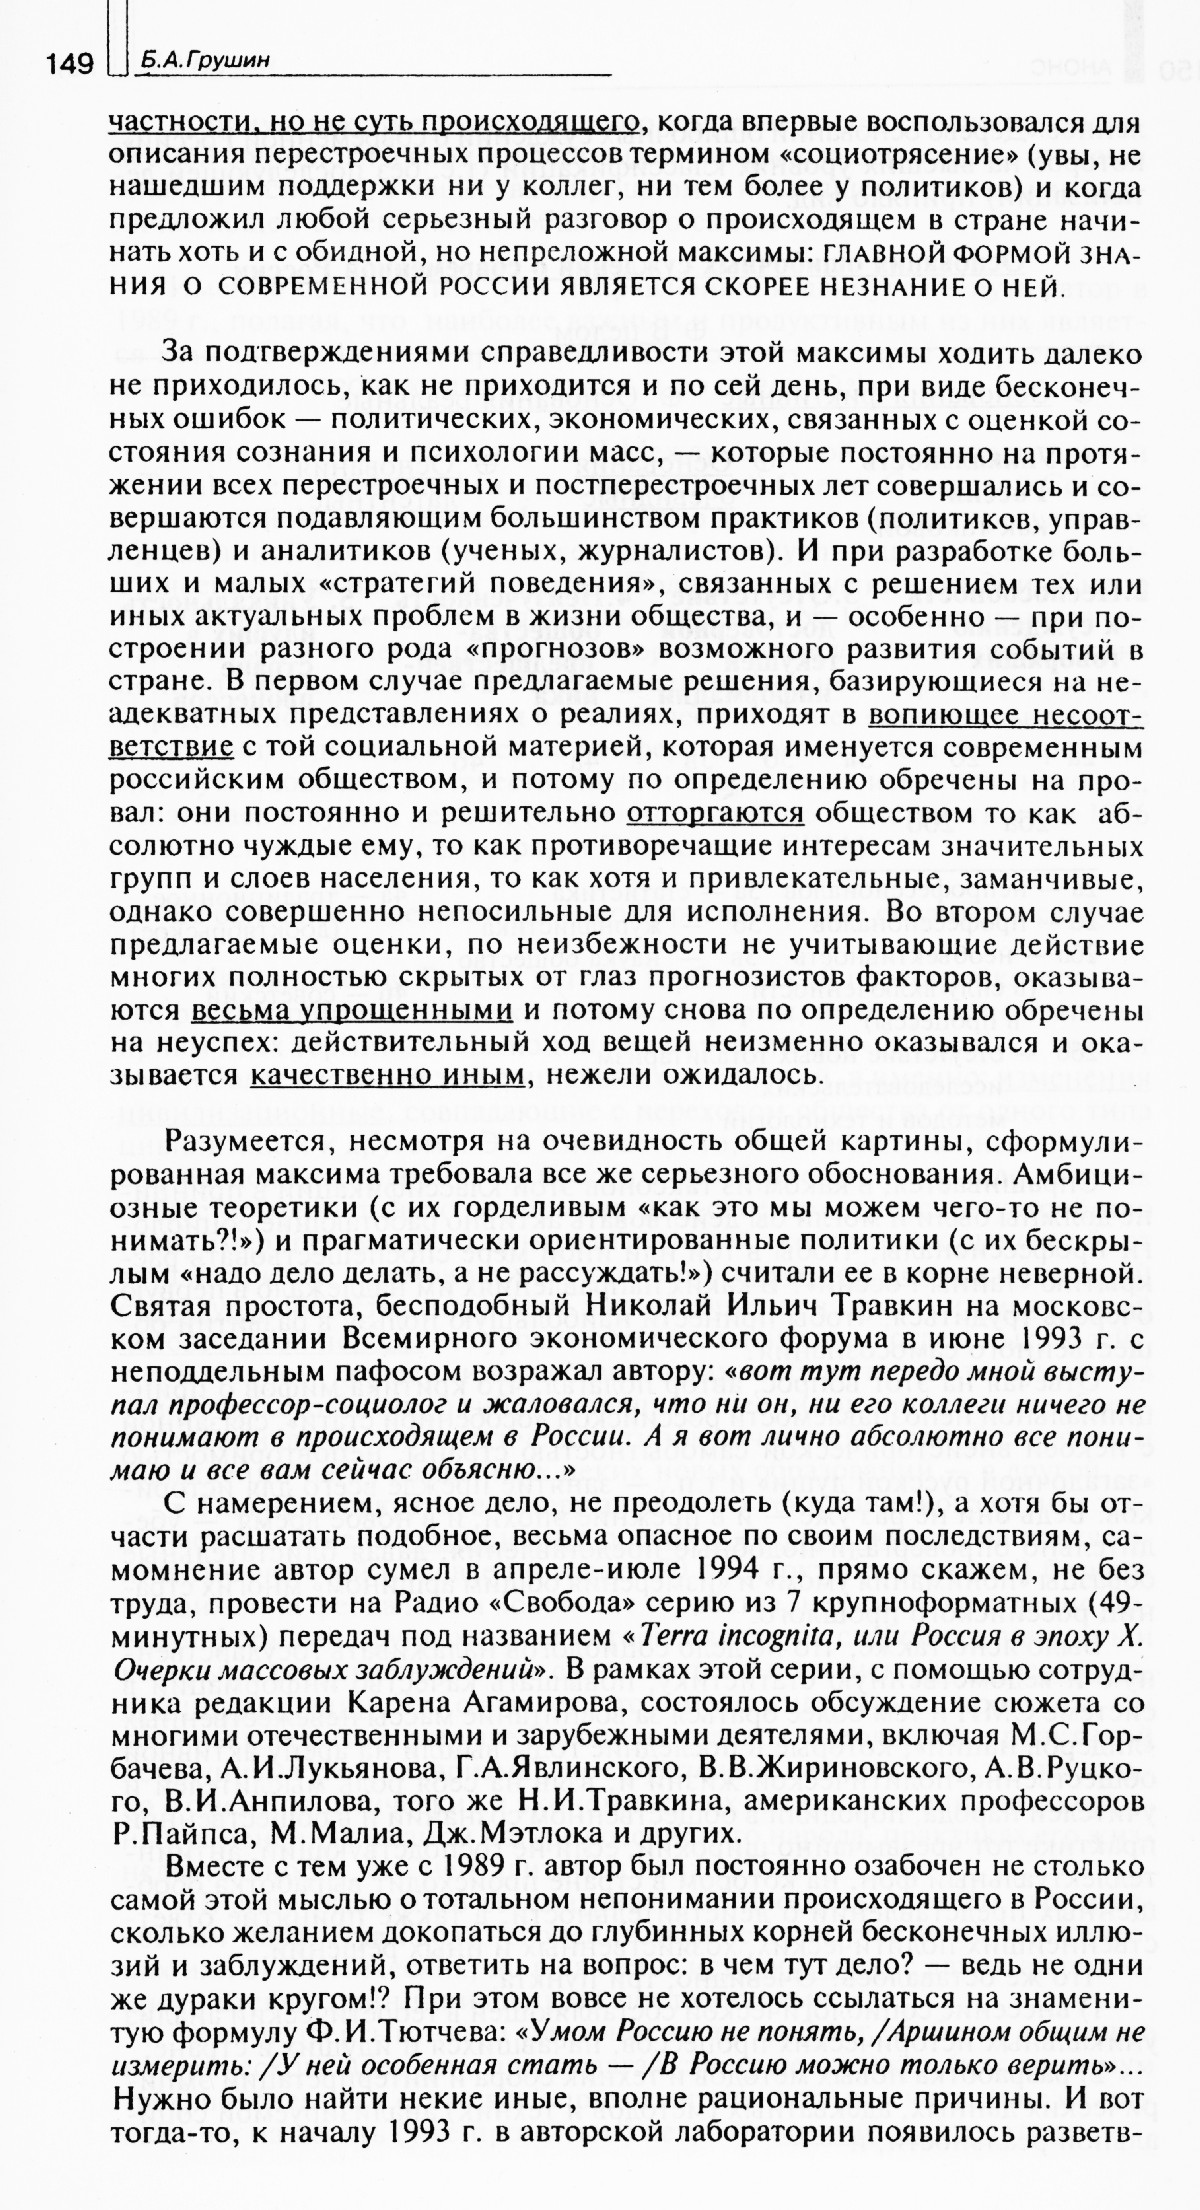 149
Б.А.Грушин
частности, но не суть происходящего, когда впервые воспользовался для
описания перестроечных процессов термином «социотрясение» (увы, не
нашедшим поддержки ни у коллег, ни тем более у политиков) и когда
предложил любой серьезный разговор о происходящем в стране начи-
нать хоть и с обидной, но непреложной максимы: ГЛАВНОЙ ФОРМОЙ ЗНА-
НИЯ О СОВРЕМЕННОЙ РОССИИ ЯВЛЯЕТСЯ СКОРЕЕ НЕЗНАНИЕ О НЕЙ.
За подтверждениями справедливости этой максимы ходить далеко
не приходилось, как не приходится и по сей день, при виде бесконеч-
ных ошибок — политических, экономических, связанных с оценкой со-
стояния сознания и психологии масс, — которые постоянно на протя-
жении всех перестроечных и постперестроечных лет совершались и со-
вершаются подавляющим большинством практиков (политиков, управ-
ленцев) и аналитиков (ученых, журналистов). И при разработке боль-
ших и малых «стратегий поведения», связанных с решением тех или
иных актуальных проблем в жизни общества, и — особенно — при по-
строении разного рода «прогнозов» возможного развития событий в
стране. В первом случае предлагаемые решения, базирующиеся на не-
адекватных представлениях о реалиях, приходят в вопиющее несоот-
ветствие с той социальной материей, которая именуется современным
российским обществом, и потому по определению обречены на про-
вал: они постоянно и решительно отторгаются обществом то как аб-
солютно чуждые ему, то как противоречащие интересам значительных
групп и слоев населения, то как хотя и привлекательные, заманчивые,
однако совершенно непосильные для исполнения. Во втором случае
предлагаемые оценки, по неизбежности не учитывающие действие
многих полностью скрытых от глаз прогнозистов факторов, оказыва-
ются весьма упрощенными и потому снова по определению обречены
на неуспех: действительный ход вещей неизменно оказывался и ока-
зывается качественно иным, нежели ожидалось.
Разумеется, несмотря на очевидность общей картины, сформули-
рованная максима требовала все же серьезного обоснования. Амбици-
озные теоретики (с их горделивым «как это мы можем чего-то не по-
нимать?!») и прагматически ориентированные политики (с их бескры-
лым «надо дело делать, а не рассуждать!») считали ее в корне неверной.
Святая простота, бесподобный Николай Ильич Травкин на московс-
ком заседании Всемирного экономического форума в июне 1993 г. с
неподдельным пафосом возражал автору: «вот тут передо мной высту-
пал профессор-социолог и жаловался, что ни он, ни его коллеги ничего не
понимают в происходящем в России. А я вот лично абсолютно все пони-
маю и все вам сейчас объясню...»
С намерением, ясное дело, не преодолеть (куда там!), а хотя бы от-
части расшатать подобное, весьма опасное по своим последствиям, са-
момнение автор сумел в апреле-июле 1994 г., прямо скажем, не без
труда, провести на Радио «Свобода» серию из 7 крупноформатных (49-
минутных) передач под названием «Terra incognita, или Россия в эпоху X.
Очерки массовых заблуждений». В рамках этой серии, с помощью сотруд-
ника редакции Карена Агамирова, состоялось обсуждение сюжета со
многими отечественными и зарубежными деятелями, включая М.С.Гор-
бачева, А.И.Лукьянова, Г.А.Явлинского, В.В.Жириновского, А.В.Руцко-
го, В.И.Анпилова, того же Н.И.Травкина, американских профессоров
Р.Пайпса, М.Малиа, Дж.Мэтлока и других.
Вместе с тем уже с 1989 г. автор был постоянно озабочен не столько
самой этой мыслью о тотальном непонимании происходящего в России,
сколько желанием докопаться до глубинных корней бесконечных иллю-
зий и заблуждений, ответить на вопрос: в чем тут дело? — ведь не одни
же дураки кругом!? При этом вовсе не хотелось ссылаться на знамени-
тую формулу Ф.И.Тютчева: «Умом Россию не понять, /Аршином общим не
измерить: /У ней особенная стать — /В Россию можно только верить»...
Нужно было найти некие иные, вполне рациональные причины. И вот
тогда-то, к началу 1993 г. в авторской лаборатории появилось разветв-